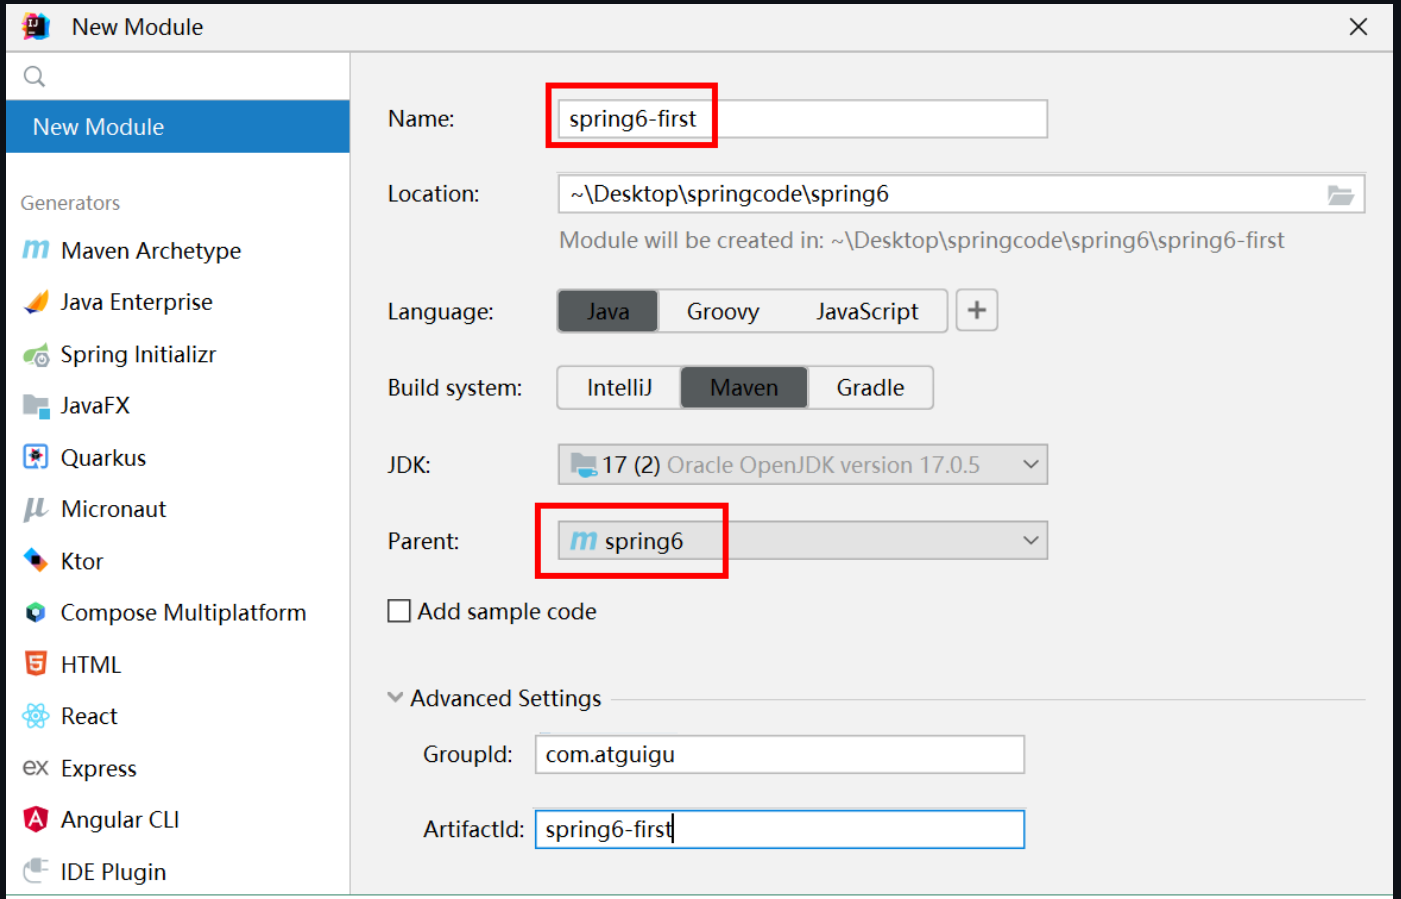 New Module
New Module
Generators
Maven Archetype
Java Enterprise
Spring Initializr
JavaFX
Quarkus
Micronaut
Ktor
Compose Multiplatform
HTML
React
ex Express
Angular CLI
IDE Plugin
Name: spring6-first
Location: ~\Desktop\springcode\spring6
Module will be created in: ~\Desktop\springcode\spring6\spring6-first
Language: Java Groovy JavaScript +
Build system: IntelliJ Maven Gradle
JDK: 17 (2) Oracle OpenJDK version 17.0.5
Parent: m spring6
Add sample code
Advanced Settings
GroupId: com.atguigu
ArtifactId: spring6-first